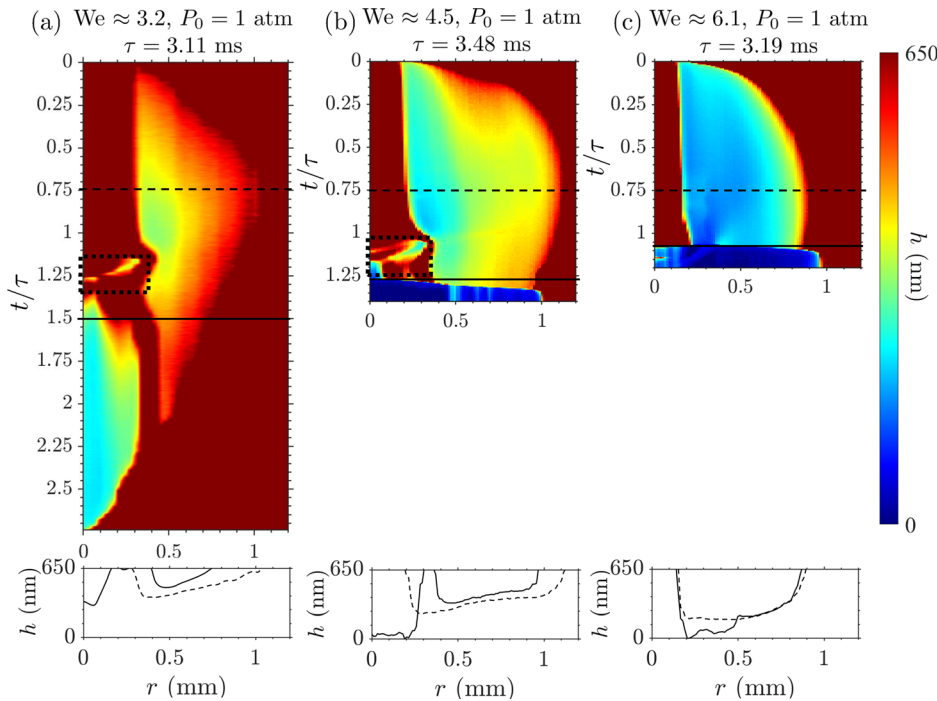 (a) We ≈ 3.2, P₀ = 1 atm
τ = 3.11 ms
(b) We ≈ 4.5, P₀ = 1 atm
τ = 3.48 ms
(c) We ≈ 6.1, P₀ = 1 atm
τ = 3.19 ms
0
0.25
0.5
0.75
1
1.25
1.5
1.75
2
2.25
2.5
t/τ
0 0.5 1
0
0.25
0.5
0.75
1
1.25
t/τ
0 0.5 1
0
0.25
0.5
0.75
1
t/τ
0 0.5 1
650
h (mm)
0
650
0
h (nm)
0 0.5 1
r (mm)
650
0
h (nm)
0 0.5 1
r (mm)
650
0
h (nm)
0 0.5 1
r (mm)